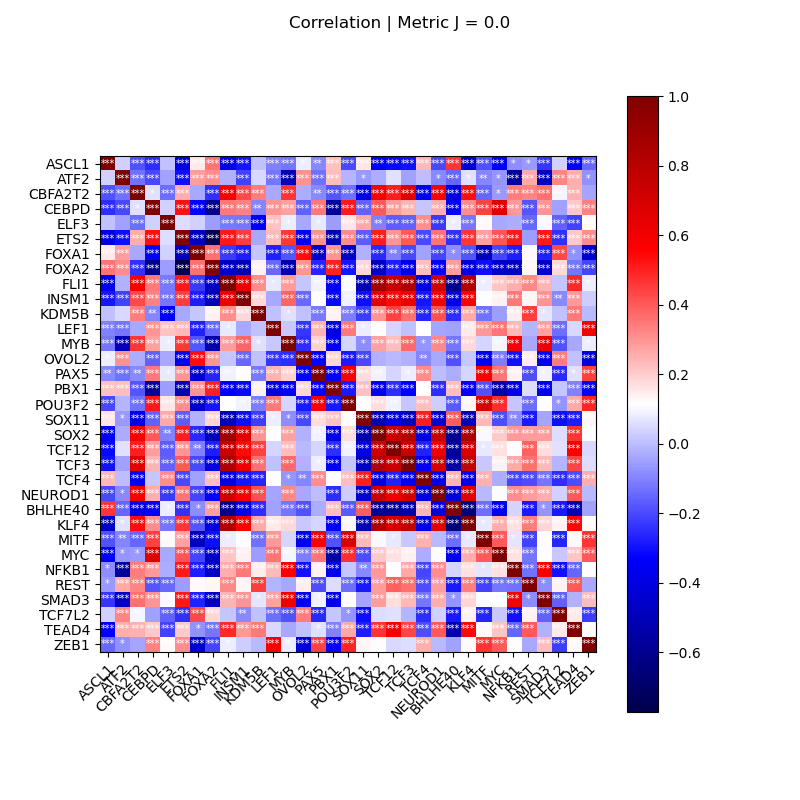 Correlation | Metric J = 0.0
ASCL1
ATF2
CBFA2T2
CEBPD
ELF3
ETS2
FOXA1
FOXA2
FLI1
INSM1
KDM5B
LEF1
MYB
OVOL2
PAX5
PBX1
POU3F2
SOX11
SOX2
TCF12
TCF3
TCF4
NEUROD1
BHLHE40
KLF4
MITF
MYC
NFKB1
REST
SMAD3
TCF7L2
TEAD4
ZEB1
ASCL1
ATF2
CBFA2T2
CEBPD
ELF3
ETS2
FOXA1
FOXA2
FLI1
INSM1
KDM5B
LEF1
MYB
OVOL2
PAX5
PBX1
POU3F2
SOX11
SOX2
TCF12
TCF3
TCF4
NEUROD1
BHLHE40
KLF4
MITF
MYC
NFKB1
REST
SMAD3
TCF7L2
TEAD4
ZEB1
1.0
0.8
0.6
0.4
0.2
0.0
−0.2
−0.4
−0.6